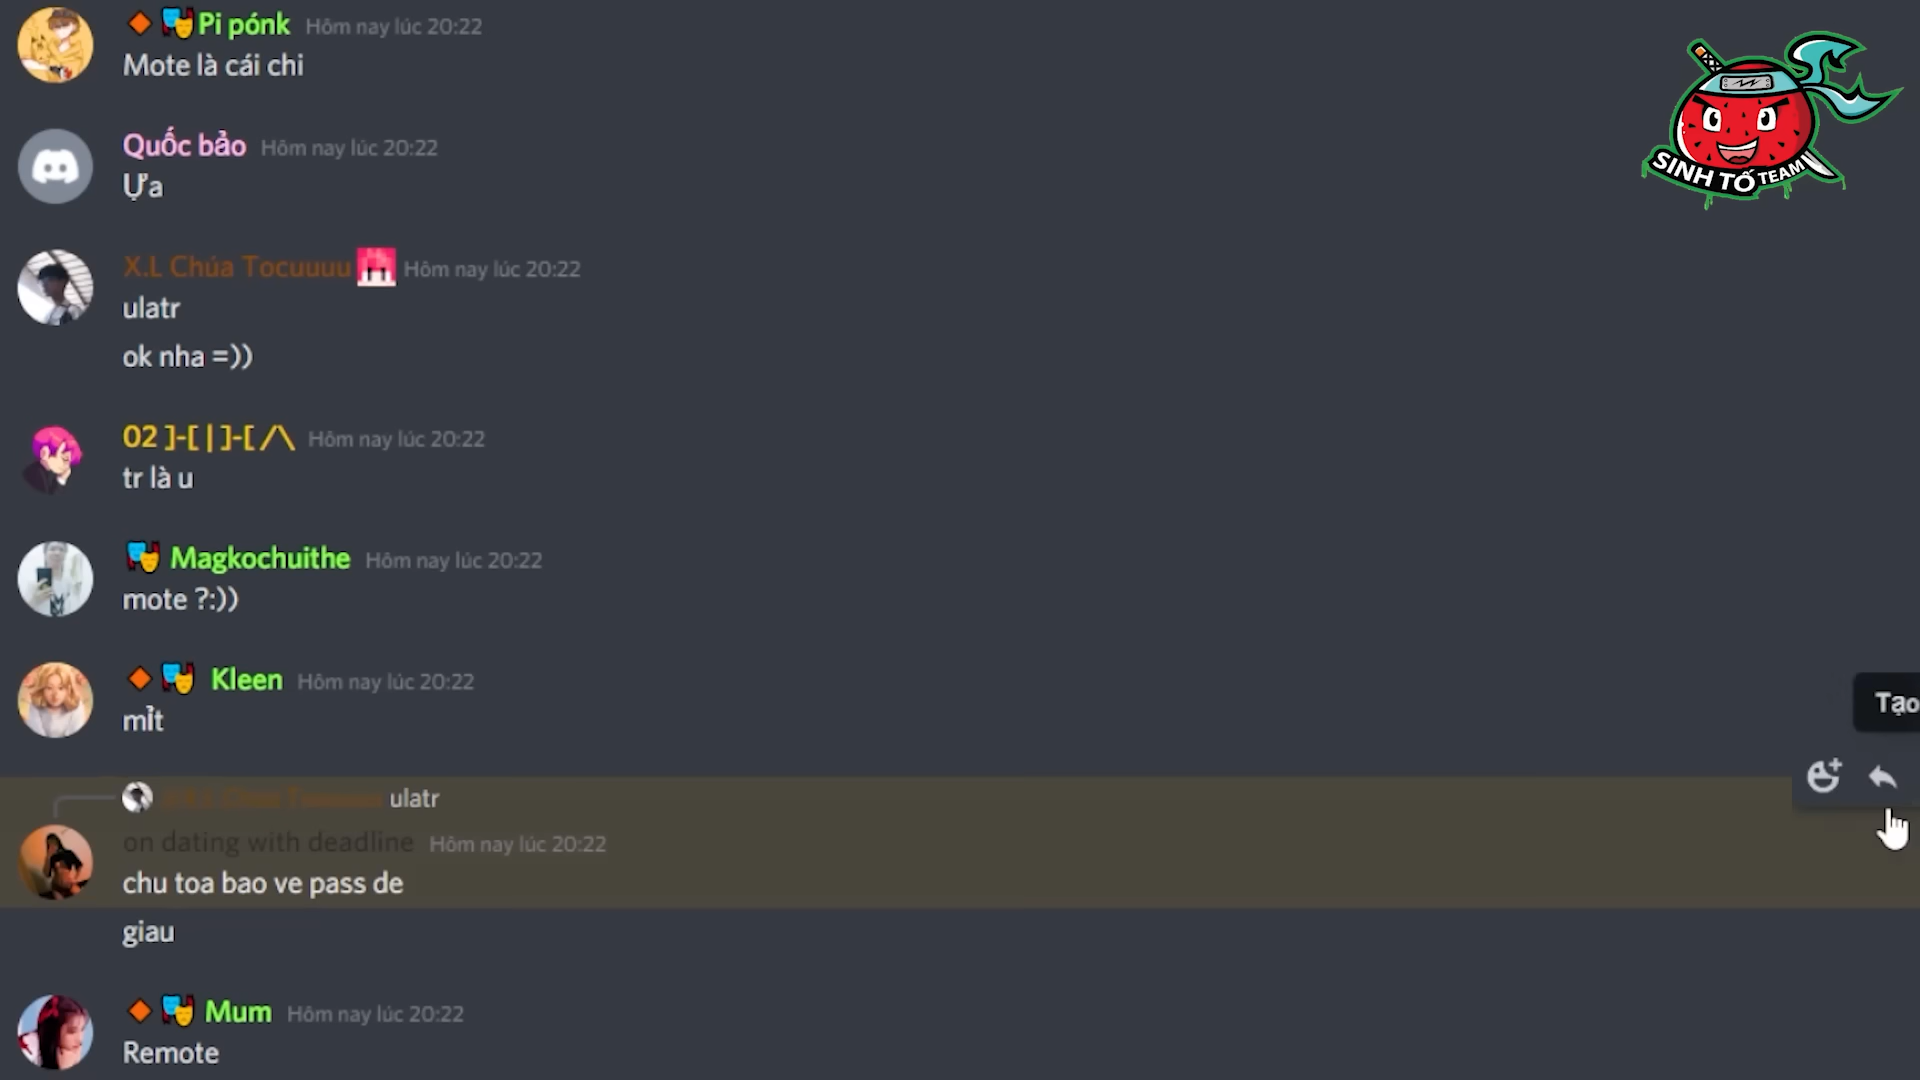 Pi pónk Hôm nay lúc 20:22
Mote là cái chi
Quốc bảo Hôm nay lúc 20:22
Ựa
X.L Chúa Tocuuuu Hôm nay lúc 20:22
ulatr
ok nha =))
02 ]-[ | ]-[ /\ Hôm nay lúc 20:22
tr là u
Magkochuithe Hôm nay lúc 20:22
mote ?:))
Kleen Hôm nay lúc 20:22
mỉt
ulatr
on dating with deadline Hôm nay lúc 20:22
chu toa bao ve pass de
giau
Mum Hôm nay lúc 20:22
Remote
SINH TỐ TEAM
Tạo